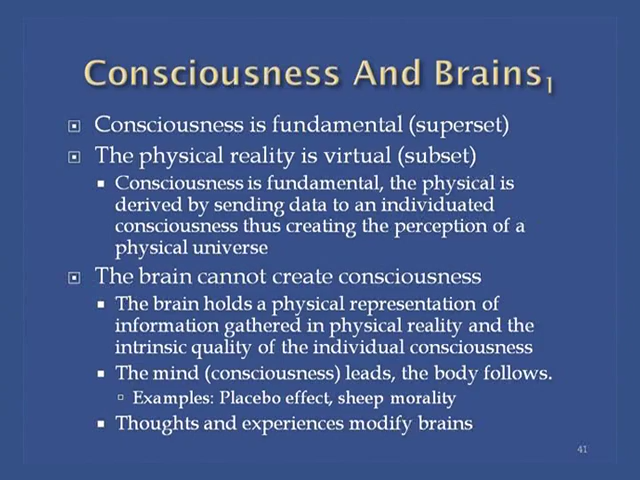 Consciousness And Brains1
Consciousness is fundamental (superset)
The physical reality is virtual (subset)
Consciousness is fundamental, the physical is
derived by sending data to an individuated
consciousness thus creating the perception of a
physical universe
The brain cannot create consciousness
The brain holds a physical representation of
information gathered in physical reality and the
intrinsic quality of the individual consciousness
The mind (consciousness) leads, the body follows.
Examples: Placebo effect, sheep morality
Thoughts and experiences modify brains
41